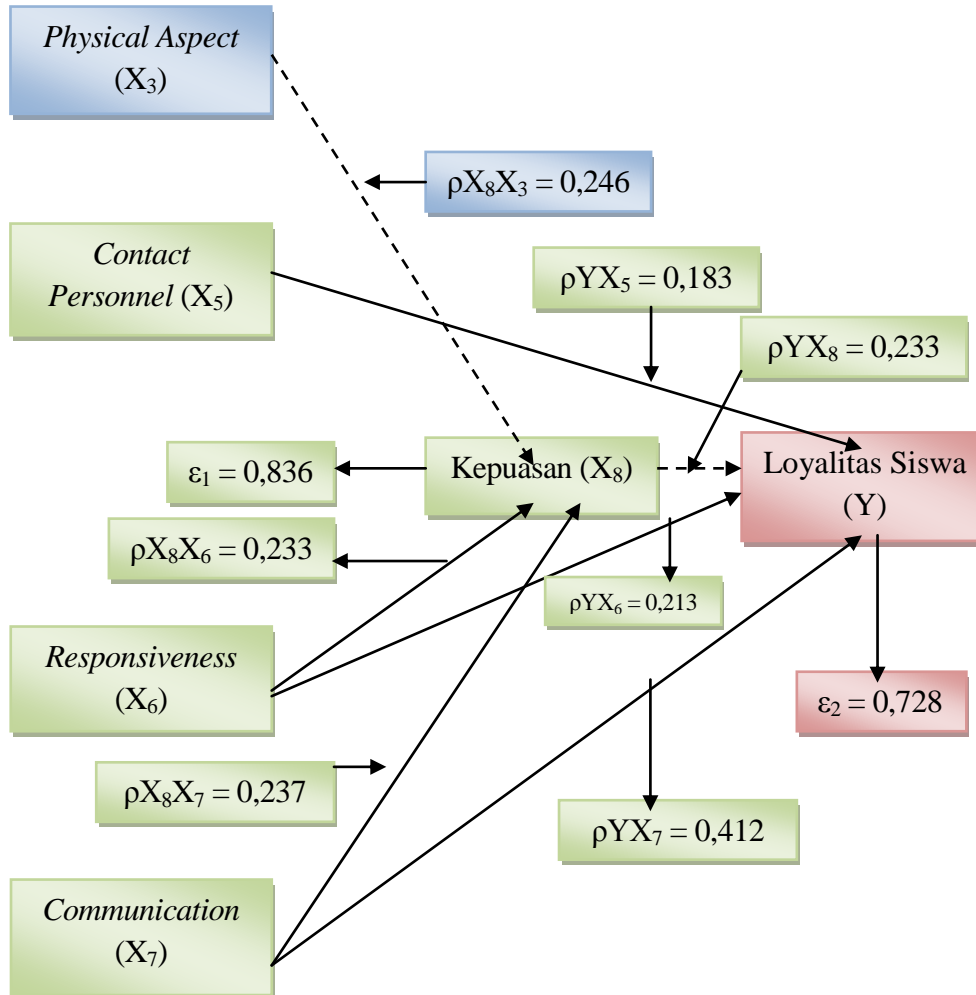 Physical Aspect
(X₃)
ρX₈X₃ = 0,246
Contact
Personnel (X₅)
ρYX₅ = 0,183
ρYX₈ = 0,233
ε₁ = 0,836
Kepuasan (X₈)
Loyalitas Siswa
(Y)
ρX₈X₆ = 0,233
ρYX₆ = 0,213
Responsiveness
(X₆)
ε₂ = 0,728
ρX₈X₇ = 0,237
ρYX₇ = 0,412
Communication
(X₇)